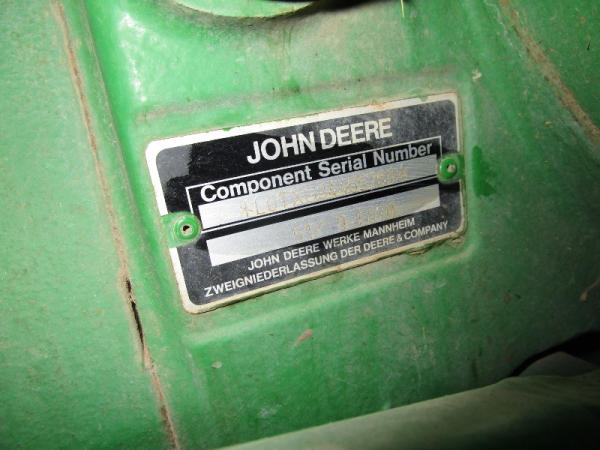 JOHN DEERE
Component Serial Number
JOHN DEERE WERKE MANNHEIM
ZWEIGNIEDERLASSUNG DER DEERE & COMPANY